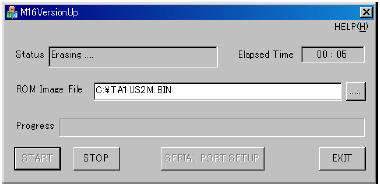 M16VersionUp
HELP(H)
Status Erasing .... Elapsed Time 00 : 06
ROM Image File C:¥TA1US2M.BIN .....
Progress
START STOP SERIAL PORT SETUP EXIT